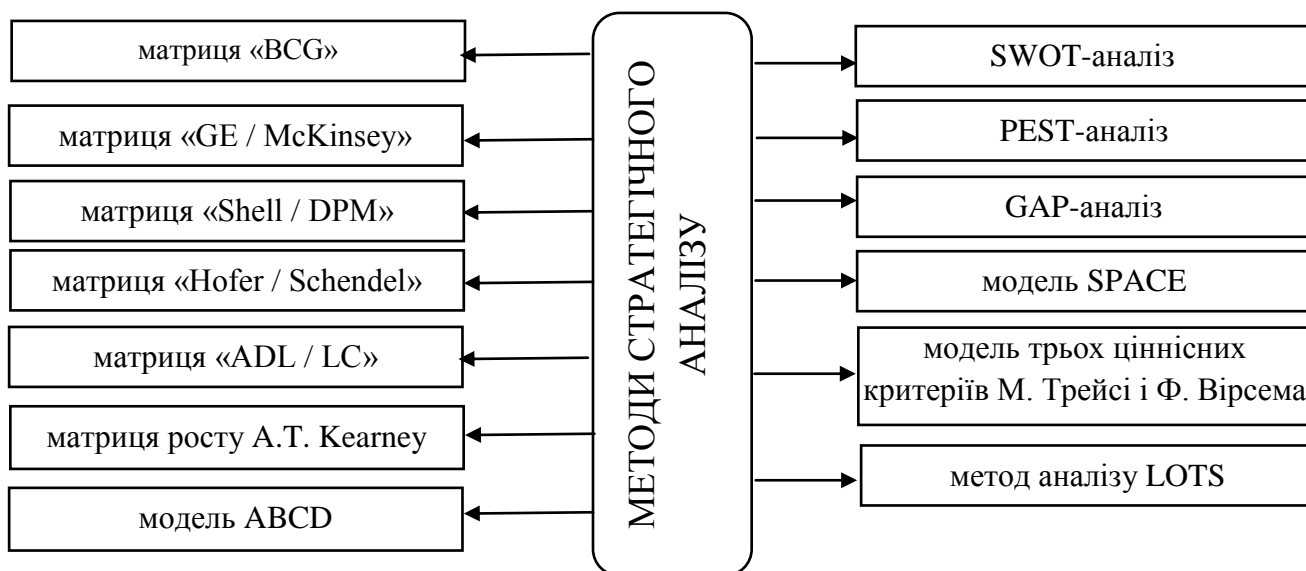 матриця «BCG»
матриця «GE / McKinsey»
матриця «Shell / DPM»
матриця «Hofer / Schendel»
матриця «ADL / LC»
матриця росту A.T. Kearney
модель ABCD
МЕТОДИ СТРАТЕГІЧНОГО
АНАЛІЗУ
SWOT-аналіз
PEST-аналіз
GAP-аналіз
модель SPACE
модель трьох ціннісних
критеріїв М. Трейсі і Ф. Вірсема
метод аналізу LOTS